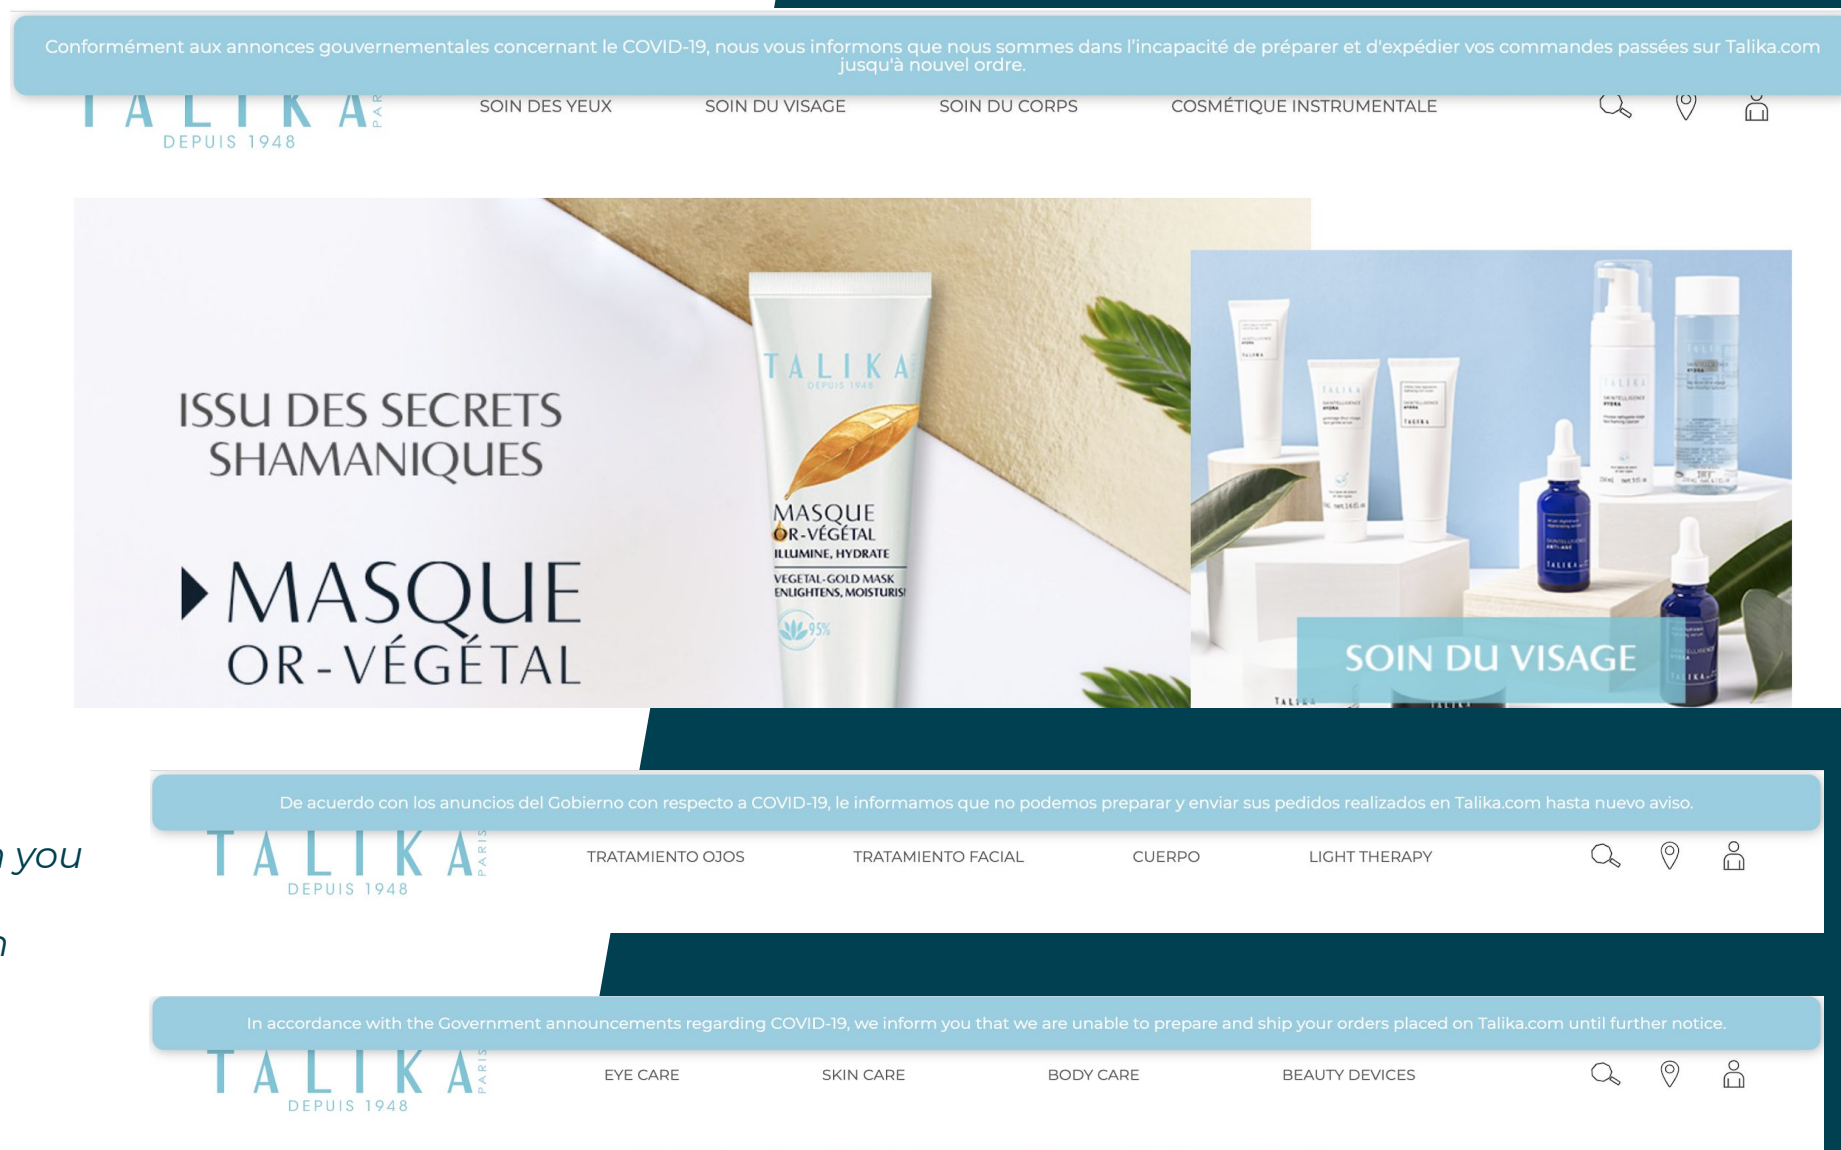 Conformément aux annonces gouvernementales concernant le COVID-19, nous vous informons que nous sommes dans l'incapacité de préparer et d'expédier vos commandes passées sur Talika.com
jusqu'à nouvel ordre.
TALIKA PARIS
DEPUIS 1948
SOIN DES YEUX
SOIN DU VISAGE
SOIN DU CORPS
COSMÉTIQUE INSTRUMENTALE
ISSU DES SECRETS
SHAMANIQUES
MASQUE
OR-VÉGÉTAL
TALIKA
DEPUIS 1948
MASQUE
OR-VÉGÉTAL
ILLUMINE, HYDRATE
VEGETAL-GOLD MASK
ENLIGHTENS, MOISTURIS
95%
TALIKA
TALIKA
TALIKA
SOIN DU VISAGE
De acuerdo con los anuncios del Gobierno con respecto a COVID-19, le informamos que no podemos preparar y enviar sus pedidos realizados en Talika.com hasta nuevo aviso.
TALIKA PARIS
DEPUIS 1948
TRATAMIENTO OJOS
TRATAMIENTO FACIAL
CUERPO
LIGHT THERAPY
you
In accordance with the Government announcements regarding COVID-19, we inform you that we are unable to prepare and ship your orders placed on Talika.com until further notice.
TALIKA PARIS
DEPUIS 1948
EYE CARE
SKIN CARE
BODY CARE
BEAUTY DEVICES